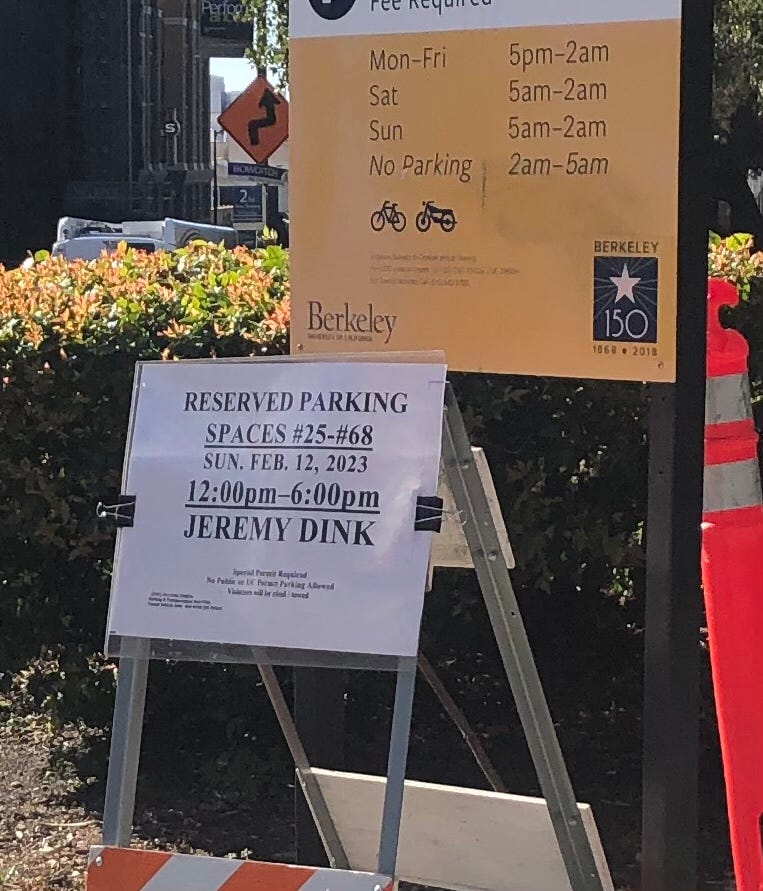 Perfor
Fee Required
Mon–Fri 5pm–2am
Sat 5am–2am
Sun 5am–2am
No Parking 2am–5am
S
BOWDITCH
2
BERKELEY
150
1868 • 2018
Berkeley
UNIVERSITY OF CALIFORNIA
RESERVED PARKING
SPACES #25-#68
SUN. FEB. 12, 2023
12:00pm–6:00pm
JEREMY DINK
Special Permit Required
No Public or UC Permit Parking Allowed
Violators will be cited / towed